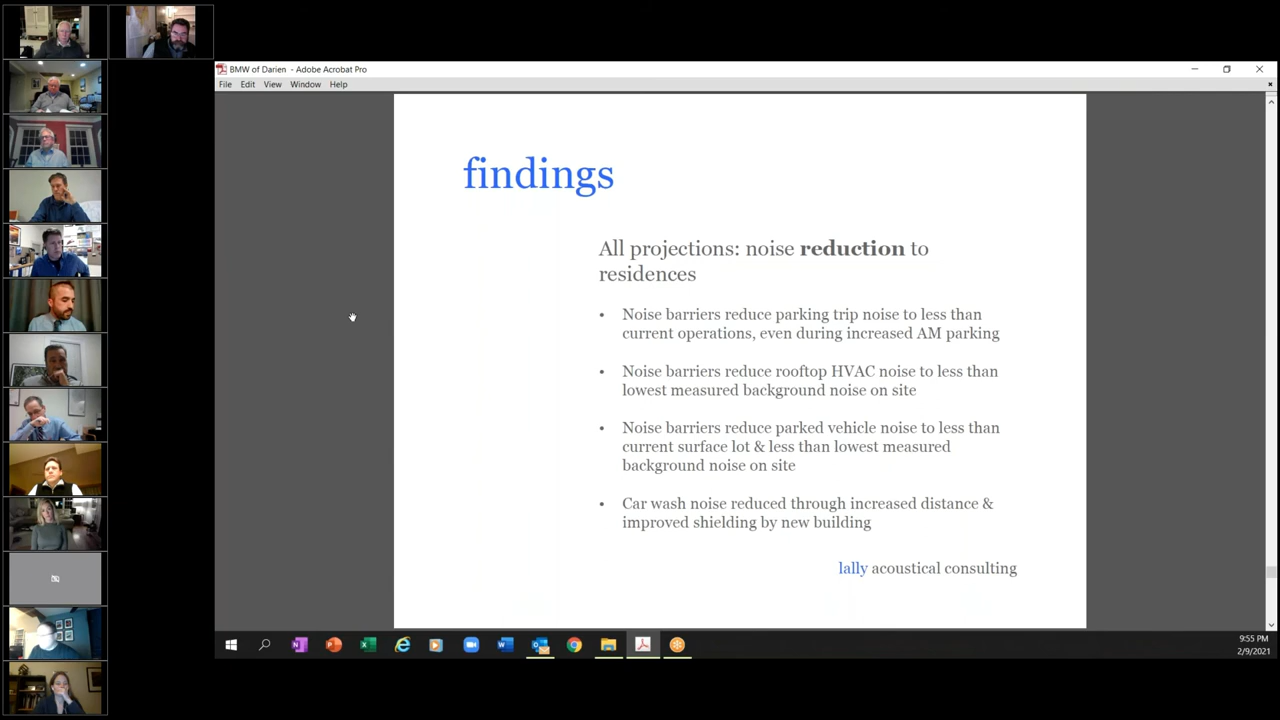 BMW of Darien - Adobe Acrobat Pro
File Edit View Window Help
findings
All projections: noise reduction to
residences
• Noise barriers reduce parking trip noise to less than
current operations, even during increased AM parking
• Noise barriers reduce rooftop HVAC noise to less than
lowest measured background noise on site
• Noise barriers reduce parked vehicle noise to less than
current surface lot & less than lowest measured
background noise on site
• Car wash noise reduced through increased distance &
improved shielding by new building
lally acoustical consulting
9:55 PM
2/9/2021